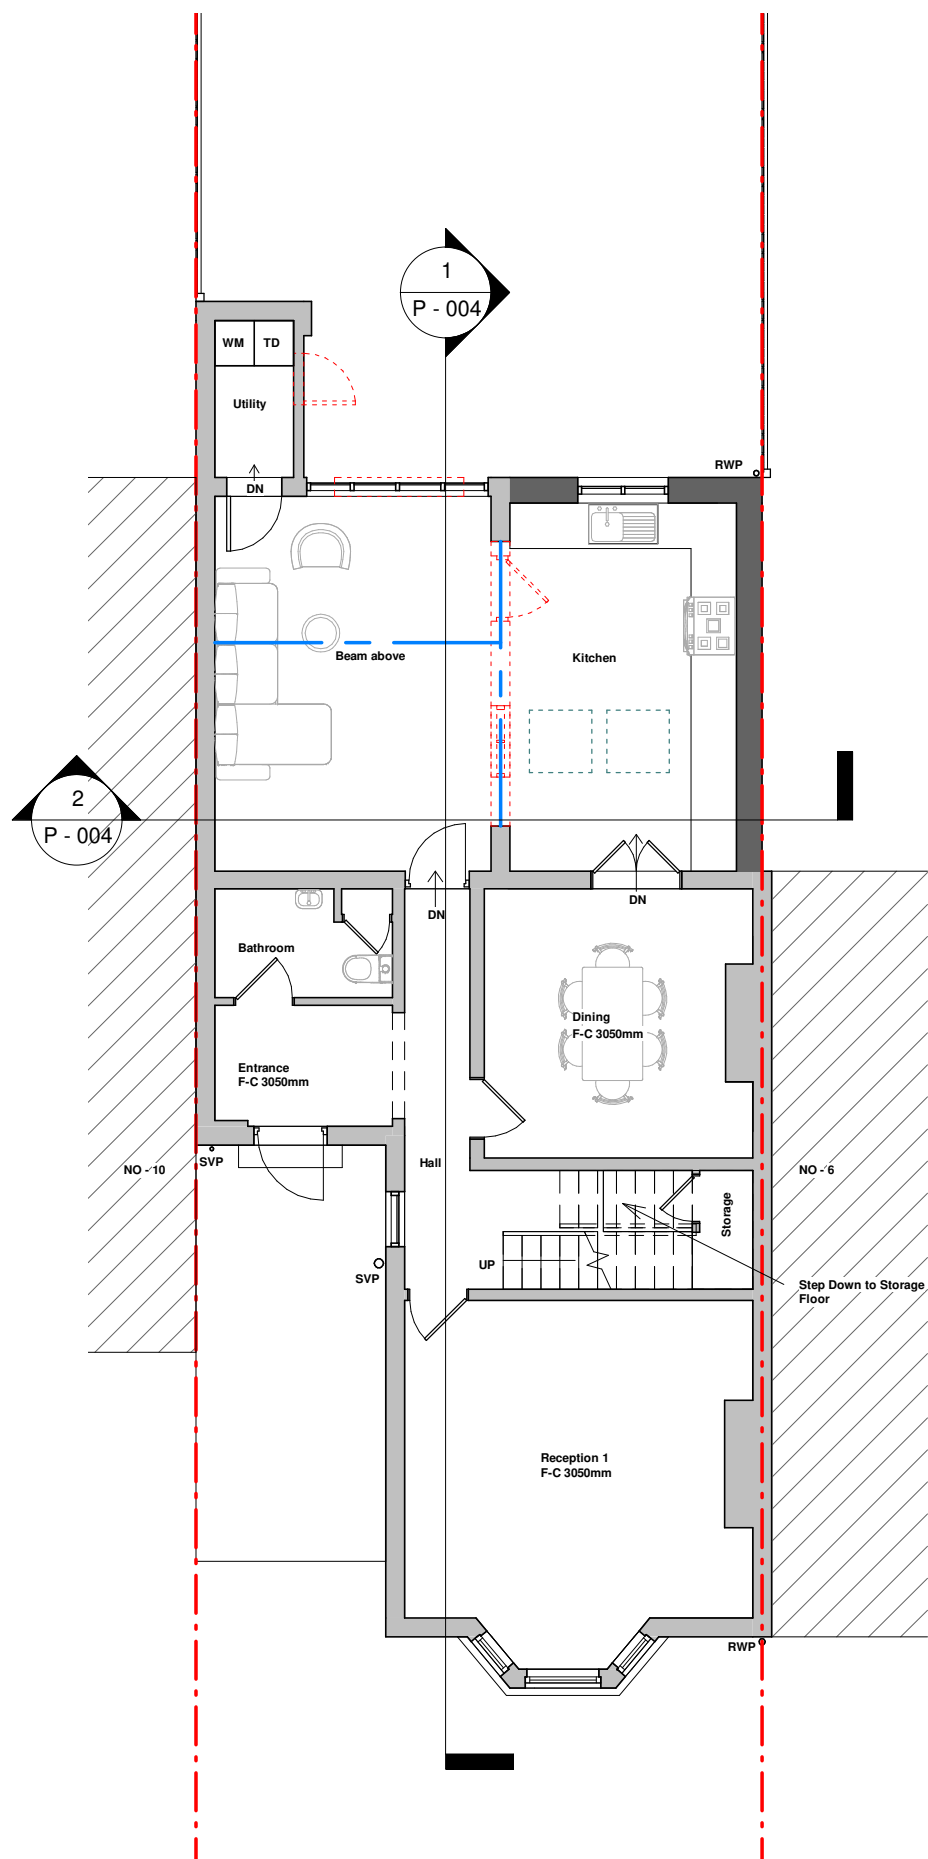 1
P - 004
WM
TD
Utility
DN
RWP
Beam above
Kitchen
2
P - 004
DN
DN
Bathroom
Dining
F-C 3050mm
Entrance
F-C 3050mm
SVP
NO - 10
Hall
NO - 6
Storage
UP
SVP
Step Down to Storage
Floor
Reception 1
F-C 3050mm
RWP